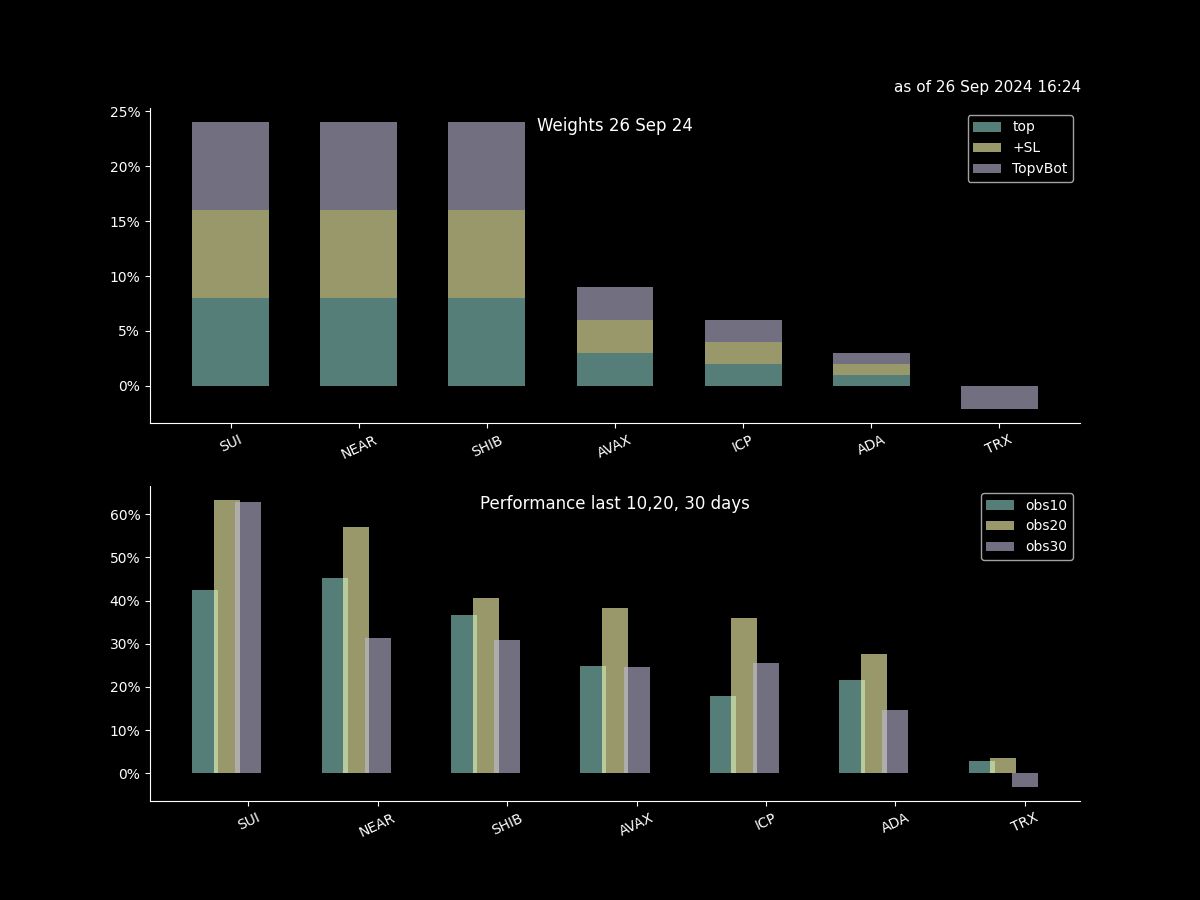 as of 26 Sep 2024 16:24
Weights 26 Sep 24
25%
20%
15%
10%
5%
0%
top
+SL
TopvBot
SUI NEAR SHIB AVAX ICP ADA TRX
Performance last 10,20, 30 days
60%
50%
40%
30%
20%
10%
0%
obs10
obs20
obs30
SUI NEAR SHIB AVAX ICP ADA TRX